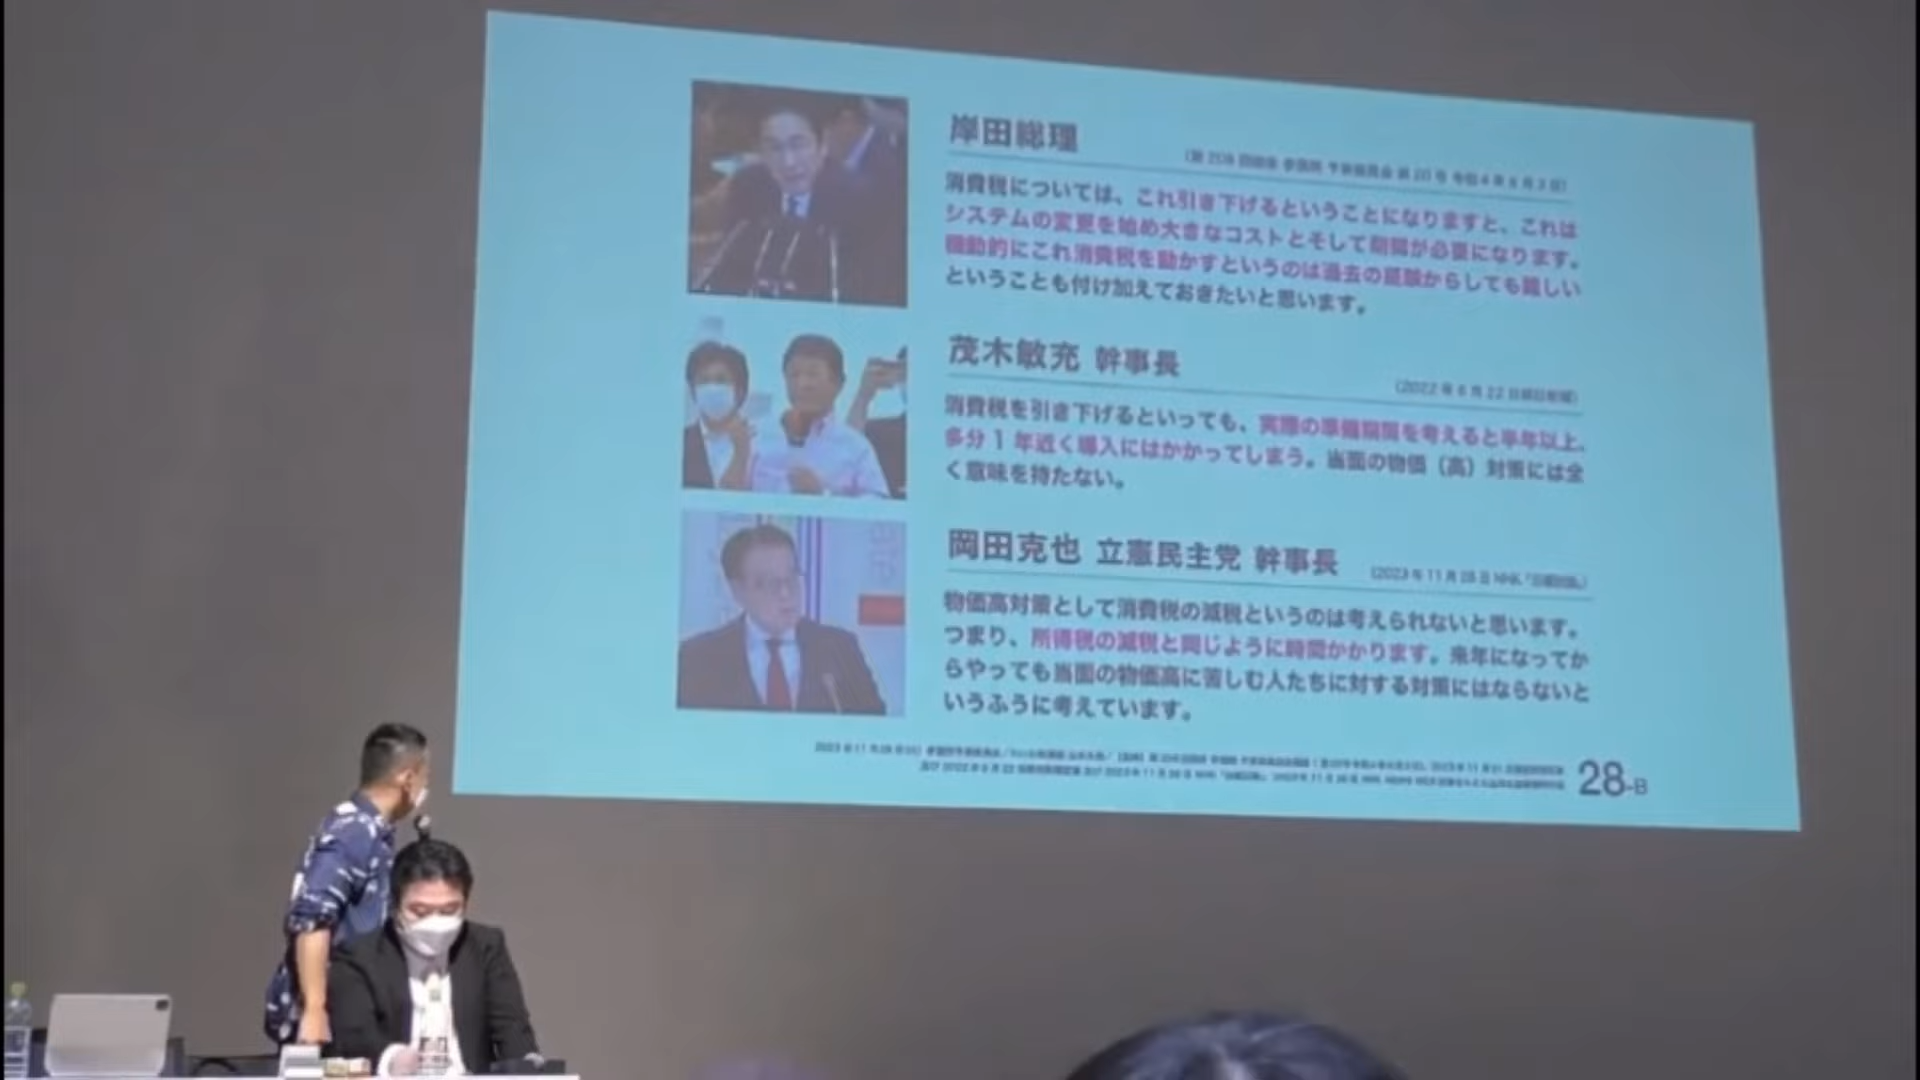 岸田総理
消費税については、これ引き下げるということになりますと、これは
システムの変更を始め大きなコストとそして期間が必要になります。
機動的にこれ消費税を動かすというのは過去の経験からしても難しい
ということも付け加えておきたいと思います。
茂木敏充 幹事長
(2022年6月22日朝日新聞)
消費税を引き下げるといっても、実際の準備期間を考えると半年以上、
多分1年近く導入にはかかってしまう。当面の物価(高)対策には全
く意味を持たない。
岡田克也 立憲民主党 幹事長
物価高対策として消費税の減税というのは考えられないと思います。
つまり、所得税の減税と同じように時間かかります。来年になってか
らやっても当面の物価高に苦しむ人たちに対する対策にはならないと
いうふうに考えています。
28-B